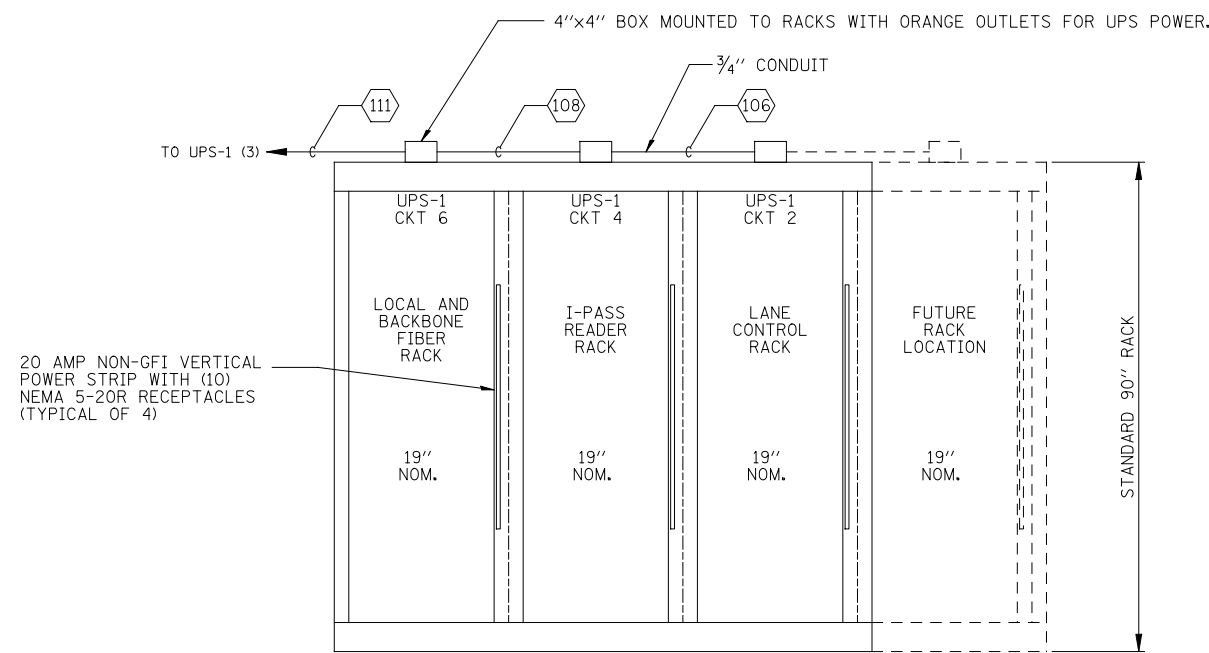 4''x4'' BOX MOUNTED TO RACKS WITH ORANGE OUTLETS FOR UPS POWER.
3/4'' CONDUIT
111
108
106
TO UPS-1 (3)
UPS-1
CKT 6
UPS-1
CKT 4
UPS-1
CKT 2
LOCAL AND
BACKBONE
FIBER
RACK
I-PASS
READER
RACK
LANE
CONTROL
RACK
FUTURE
RACK
LOCATION
20 AMP NON-GFI VERTICAL
POWER STRIP WITH (10)
NEMA 5-20R RECEPTACLES
(TYPICAL OF 4)
19''
NOM.
19''
NOM.
19''
NOM.
19''
NOM.
STANDARD 90'' RACK